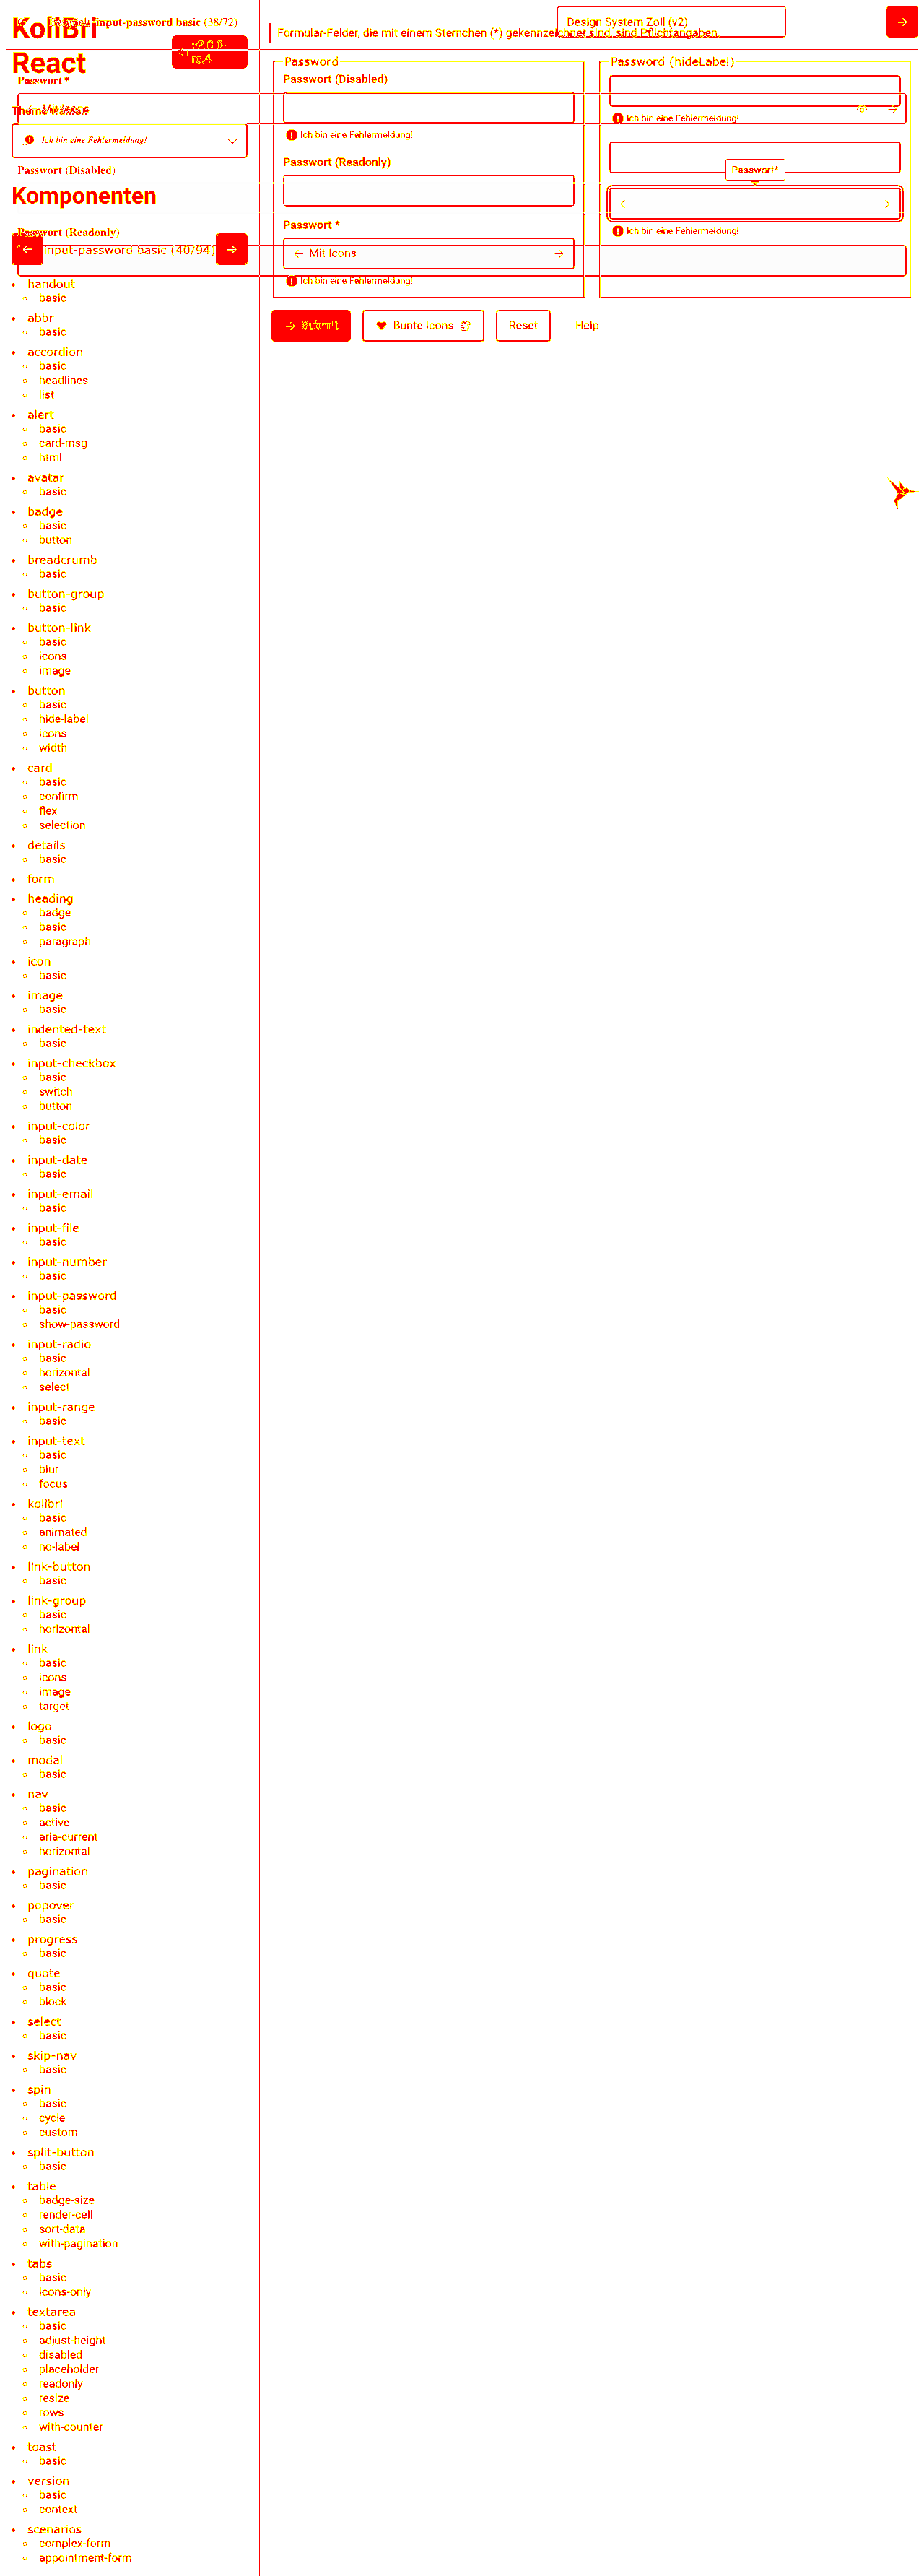 KoliBri
input-password basic (38/72)
React
Passwort *
Passwort (Disabled)
Komponenten
Passwort (Readonly)
input-password basic (40/94)
Ich bin eine Fehlermeldung!
Design System Zoll (v2)
Formular-Felder, die mit einem Sternchen (*) gekennzeichnet sind, sind Pflichtangaben
Password
Passwort (Disabled)
Ich bin eine Fehlermeldung!
Passwort (Readonly)
Passwort *
Mit Icons
Ich bin eine Fehlermeldung!
Password (hideLabel)
Ich bin eine Fehlermeldung!
Passwort*
Ich bin eine Fehlermeldung!
Bunte Icons
Reset
Help
handout
basic
abbr
basic
accordion
basic
headlines
list
alert
basic
card-msg
html
avatar
basic
badge
basic
button
breadcrumb
basic
button-group
basic
button-link
basic
icons
image
button
basic
hide-label
icons
width
card
basic
confirm
flex
selection
details
basic
form
heading
badge
basic
paragraph
icon
basic
image
basic
indented-text
basic
input-checkbox
basic
switch
button
input-color
basic
input-date
basic
input-email
basic
input-file
basic
input-number
basic
input-password
basic
show-password
input-radio
basic
horizontal
select
input-range
basic
input-text
basic
blur
focus
kolibri
basic
animated
no-label
link-button
basic
link-group
basic
horizontal
link
basic
icons
image
target
logo
basic
modal
basic
nav
basic
active
aria-current
horizontal
pagination
basic
popover
basic
progress
basic
quote
basic
block
select
basic
skip-nav
basic
spin
basic
cycle
custom
split-button
basic
table
badge-size
render-cell
sort-data
with-pagination
tabs
basic
icons-only
textarea
basic
adjust-height
disabled
placeholder
readonly
resize
rows
with-counter
toast
basic
version
basic
context
scenarios
complex-form
appointment-form